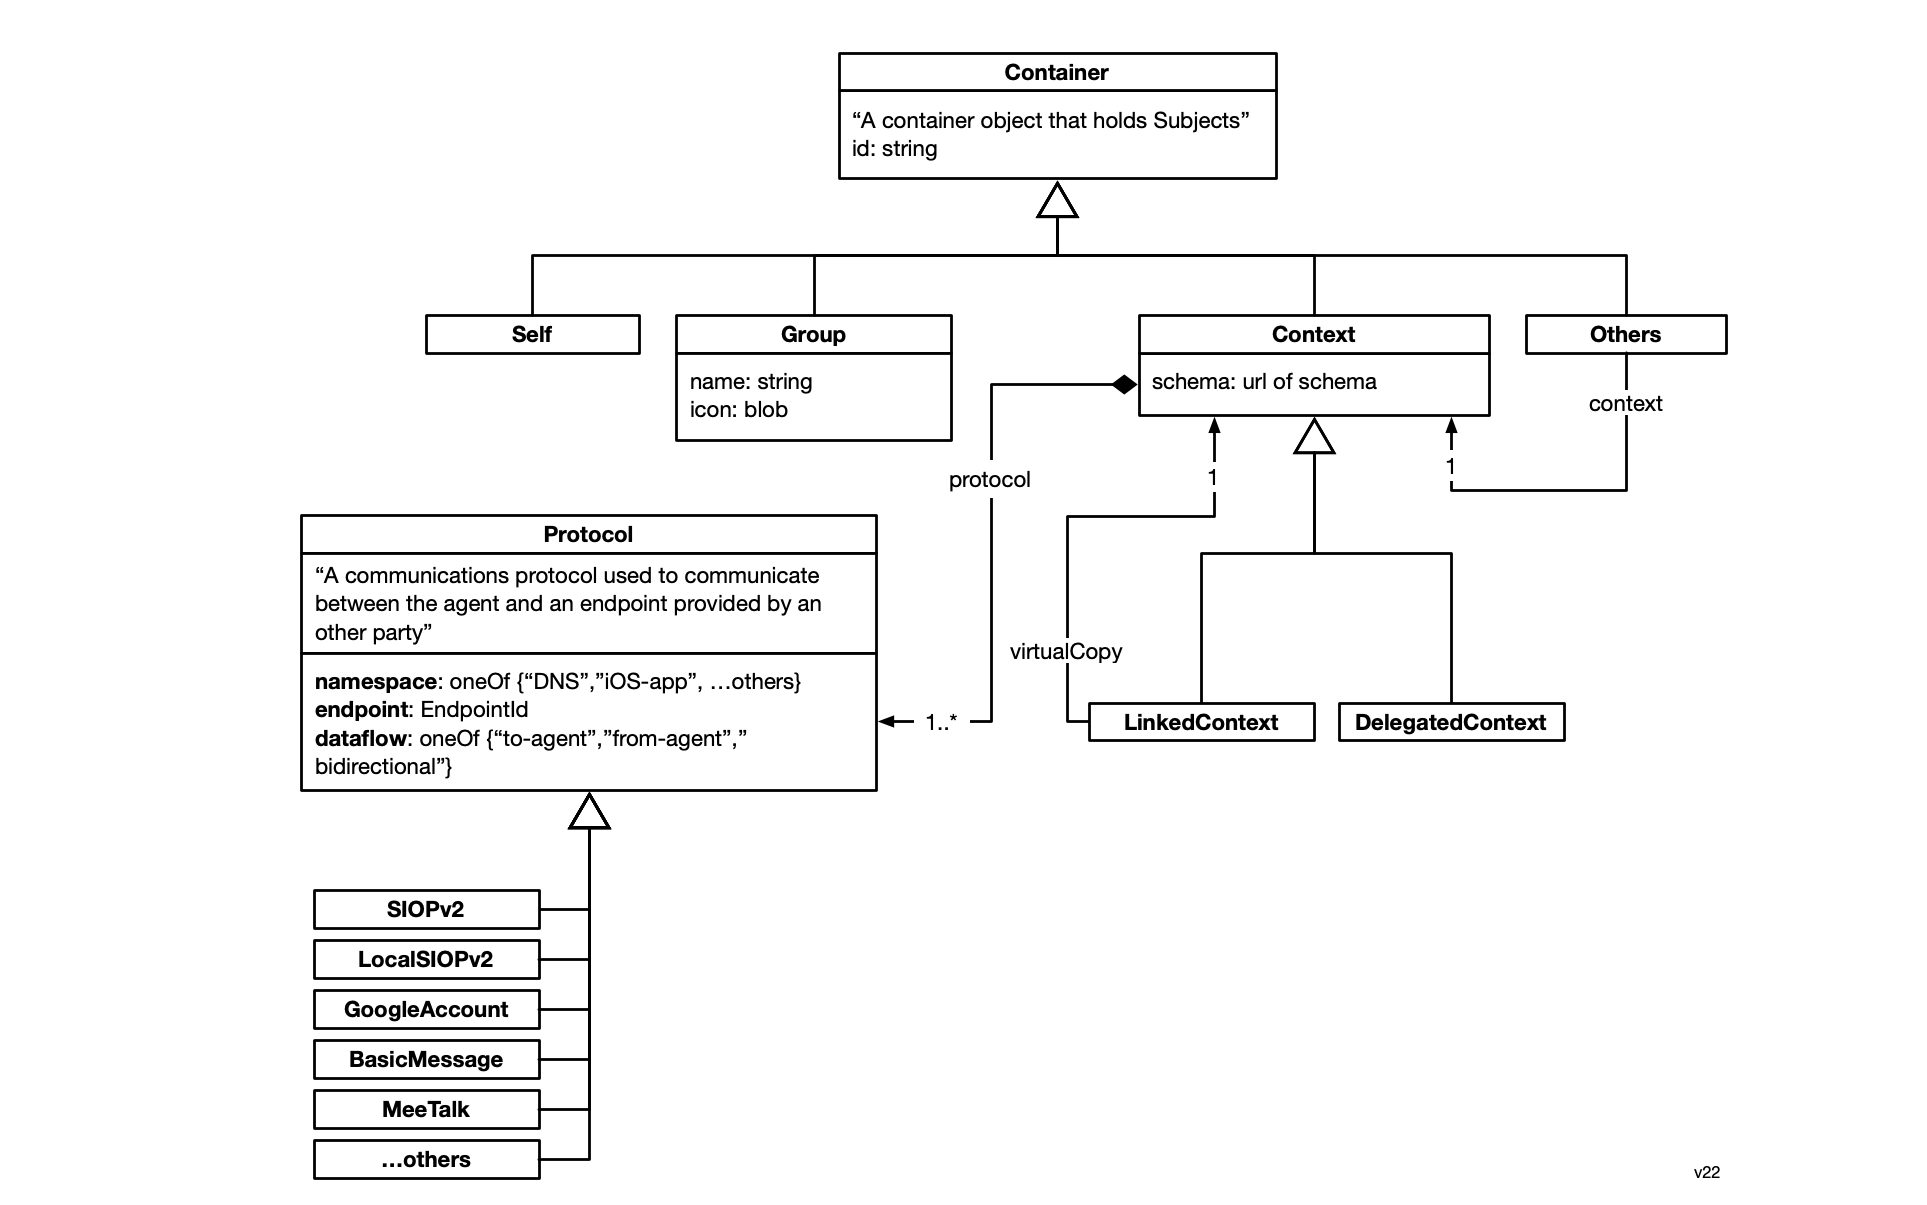 Container
“A container object that holds Subjects”
id: string
Self
Group
name: string
icon: blob
Context
schema: url of schema
Others
context
1
1
protocol
Protocol
“A communications protocol used to communicate
between the agent and an endpoint provided by an
other party”
namespace: oneOf {“DNS”,”iOS-app”, …others}
endpoint: EndpointId
dataflow: oneOf {“to-agent”,”from-agent”,”
bidirectional”}
virtualCopy
1..*
LinkedContext
DelegatedContext
SIOPv2
LocalSIOPv2
GoogleAccount
BasicMessage
MeeTalk
…others
v22